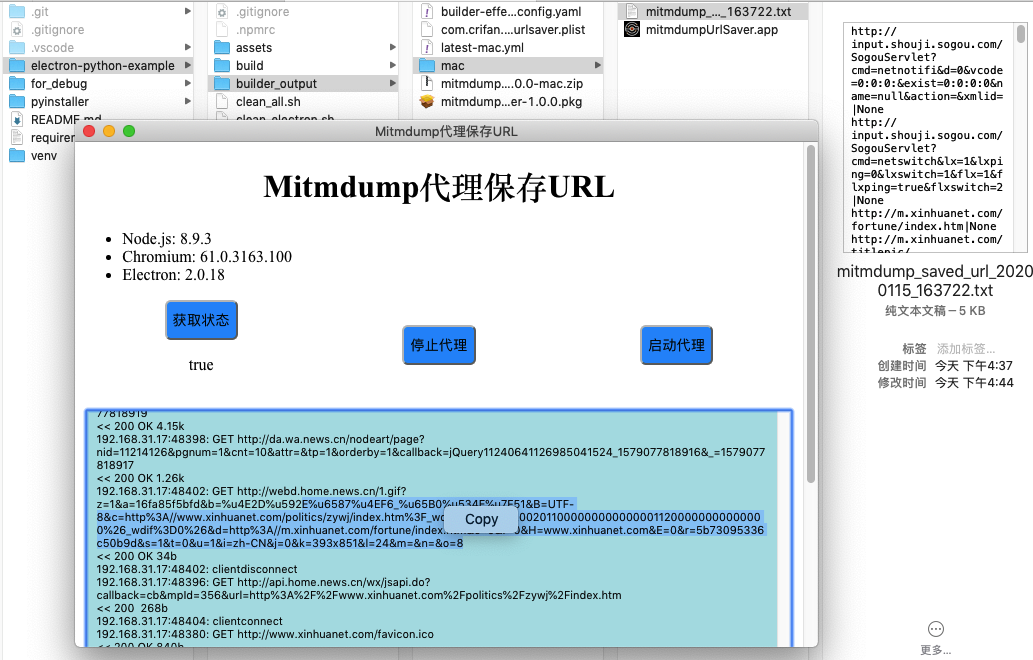 .git
.gitignore
.vscode
electron-python-example
for_debug
pyinstaller
README.md
venv
.gitignore
.npmrc
assets
build
builder_output
clean_all.sh
clean_electron.sh
builder-effe...config.yaml
com.crifan....urlsaver.plist
latest-mac.yml
mac
mitmdump...0.0-mac.zip
mitmdump...er-1.0.0.pkg
mitmdump_..._163722.txt
mitmdumpUrlSaver.app
http://
input.shouji.sogou.com/
SogouServlet?
cmd=netnotifi&d=0&vcode
=0:0:0:&exist=0:0:0:0&n
ame=null&action=&xmlid=
|None
http://
input.shouji.sogou.com/
SogouServlet?
cmd=netswitch&lx=1&lxpi
ng=0&lxswitch=1&flx=1&f
lxping=true&flxswitch=2
|None
http://m.xinhuanet.com/
fortune/index.htm|None
http://m.xinhuanet.com/
titlepic/
mitmdump_saved_url_2020
0115_163722.txt
纯文本文稿 – 5 KB
标签 添加标签...
创建时间 今天 下午4:37
修改时间 今天 下午4:44
更多...
Mitmdump代理保存URL
Mitmdump代理保存URL
Node.js: 8.9.3
Chromium: 61.0.3163.100
Electron: 2.0.18
获取状态
true
停止代理
启动代理
77818919
<< 200 OK 4.15k
192.168.31.17:48398: GET http://da.wa.news.cn/nodeart/page?
nid=11214126&pgnum=1&cnt=10&attr=&tp=1&orderby=1&callback=jQuery11240641126985041524_1579077818916&_=1579077
818917
<< 200 OK 1.26k
192.168.31.17:48402: GET http://webd.home.news.cn/1.gif?
z=1&a=16fa85f5bfd&b=%u4E2D%u592E%u6587%u4EF6_%u65B0%u534E%u7F51&B=UTF-
8&c=http%3A//www.xinhuanet.com/politics/zywj/index.htm%3F
Copy
0%26_wdif%3D0%26&d=http%3A//m.xinhuanet.com/fortune/index
&H=www.xinhuanet.com&E=0&r=5b73095336
c50b9d&s=1&t=0&u=1&i=zh-CN&j=0&k=393x851&l=24&m=&n=&o=8
<< 200 OK 34b
192.168.31.17:48402: clientdisconnect
192.168.31.17:48396: GET http://api.home.news.cn/wx/jsapi.do?
callback=cb&mpId=356&url=http%3A%2F%2Fwww.xinhuanet.com%2Fpolitics%2Fzywj%2Findex.htm
<< 200  268b
192.168.31.17:48404: clientconnect
192.168.31.17:48380: GET http://www.xinhuanet.com/favicon.ico
<< 200 OK 840b